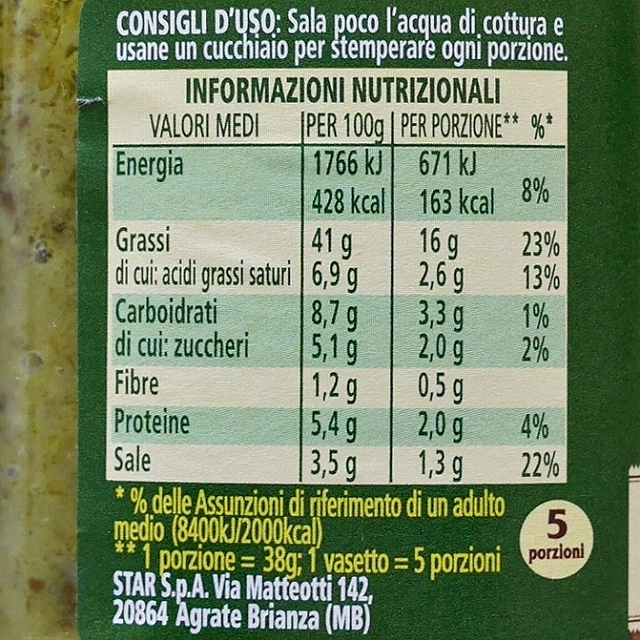 CONSIGLI D'USO: Sala poco l'acqua di cottura e
usane un cucchiaio per stemperare ogni porzione.
INFORMAZIONI NUTRIZIONALI
VALORI MEDI PER 100g PER PORZIONE** %*
Energia 1766 kJ 671 kJ
428 kcal 163 kcal 8%
Grassi 41 g 16 g 23%
di cui: acidi grassi saturi 6,9 g 2,6 g 13%
Carboidrati 8,7 g 3,3 g 1%
di cui: zuccheri 5,1 g 2,0 g 2%
Fibre 1,2 g 0,5 g
Proteine 5,4 g 2,0 g 4%
Sale 3,5 g 1,3 g 22%
* % delle Assunzioni di riferimento di un adulto
medio (8400kJ/2000kcal)
** 1 porzione = 38g; 1 vasetto = 5 porzioni
5
porzioni
STAR S.p.A. Via Matteotti 142,
20864 Agrate Brianza (MB)